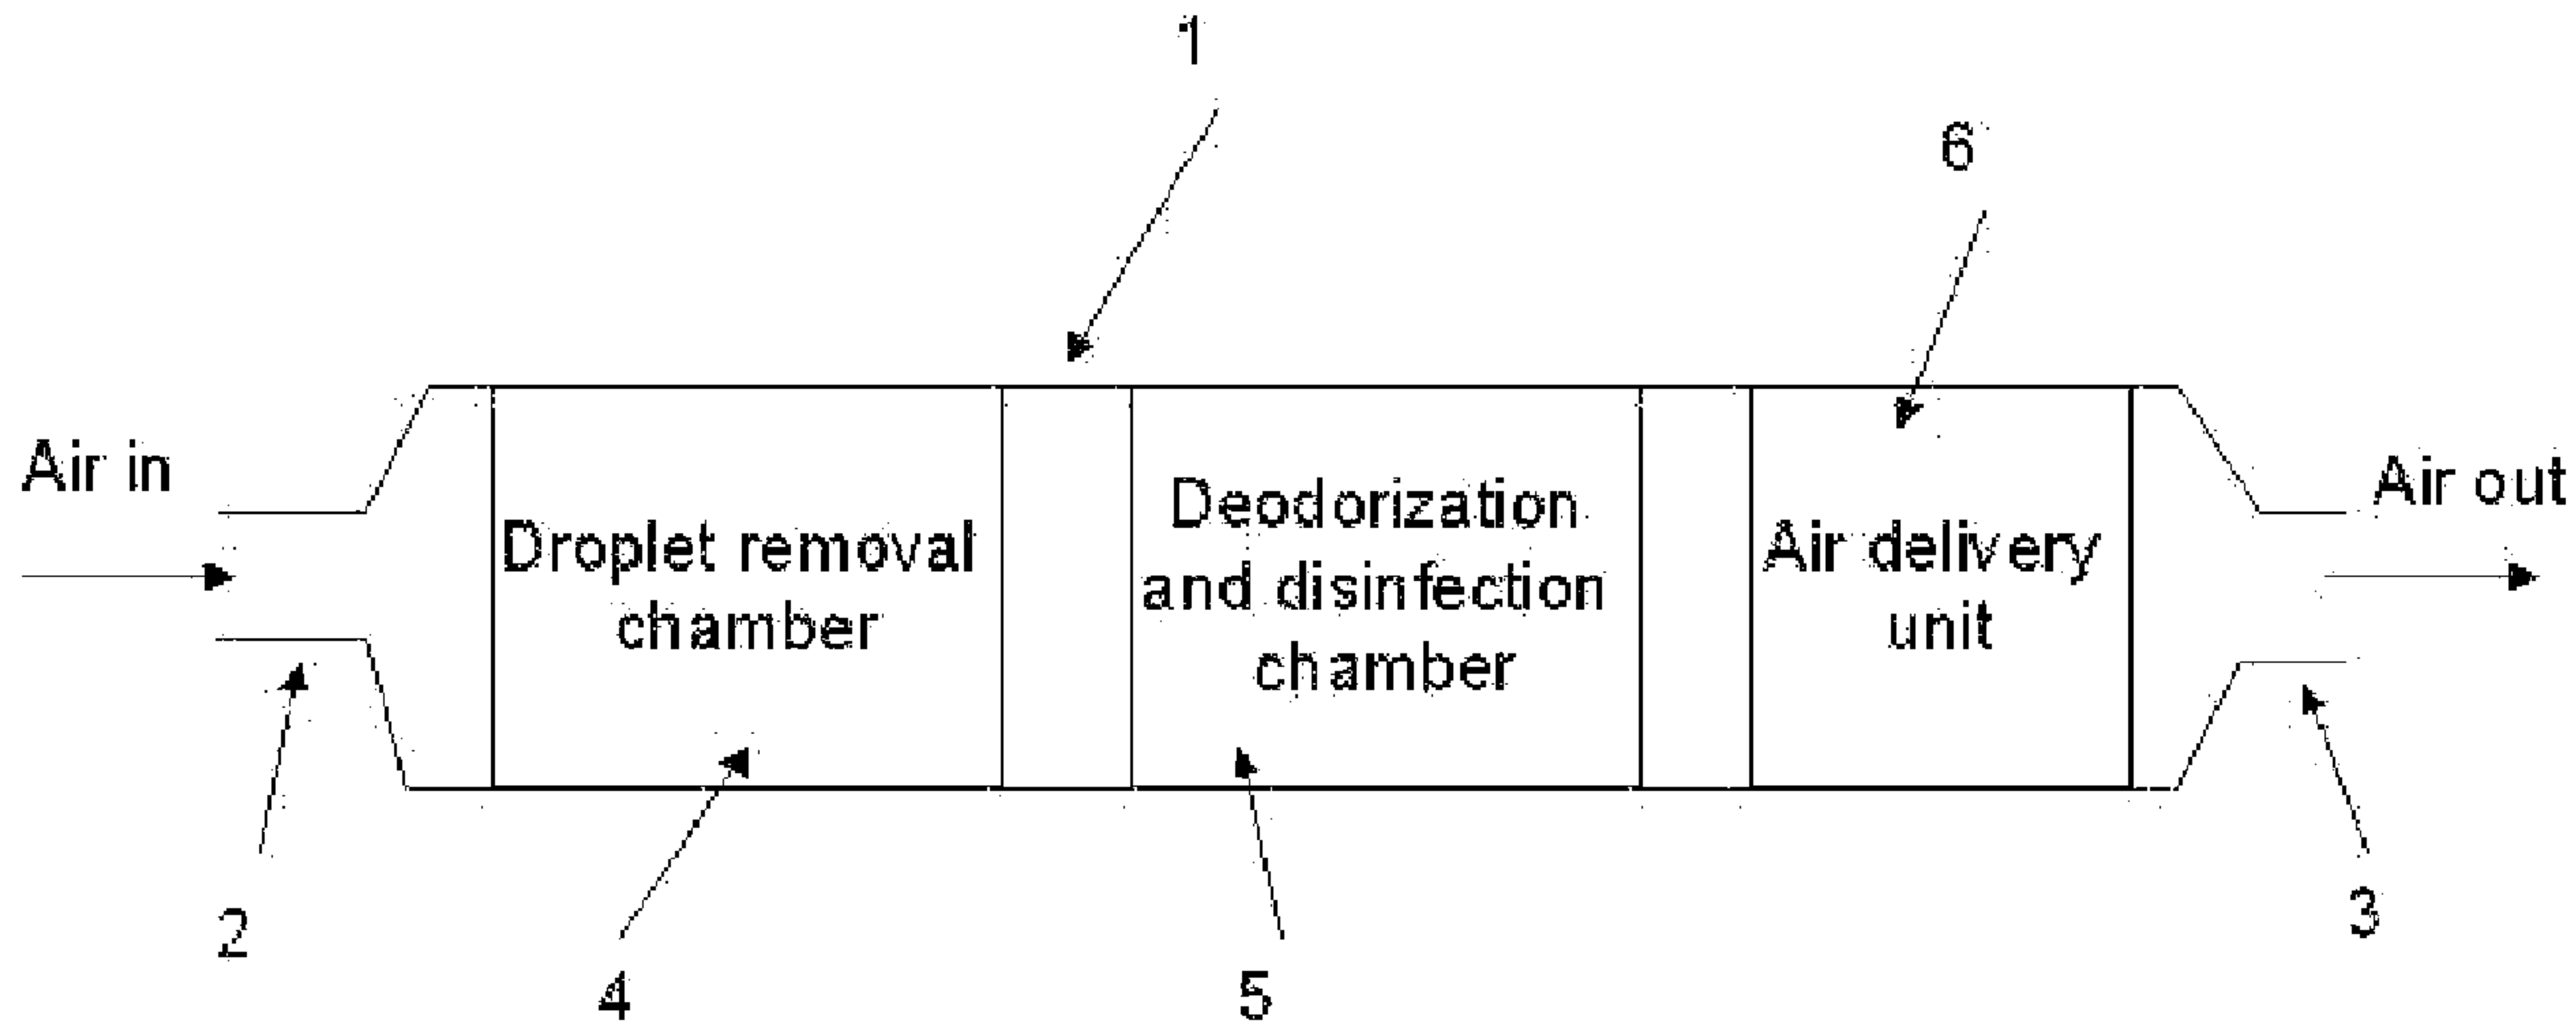 1
6
Air in
Droplet removal
chamber
Deodorization
and disinfection
chamber
Air delivery
unit
Air out
2
4
5
3